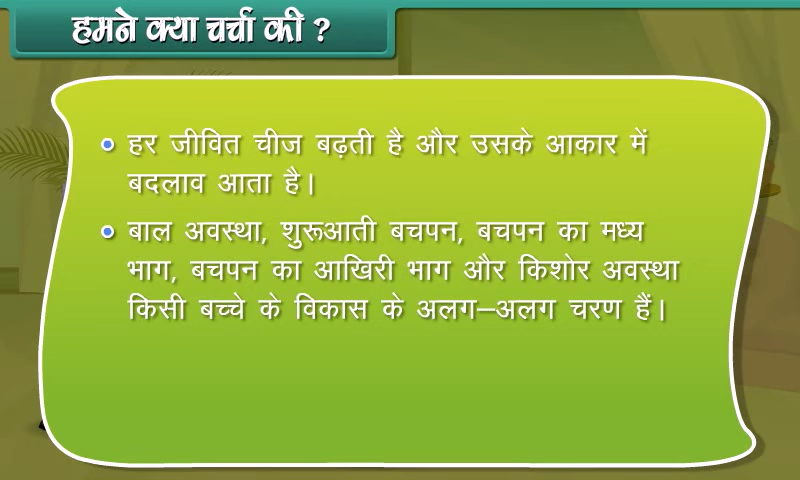 हमने क्या चर्चा की ?
हर जीवित चीज बढ़ती है और उसके आकार में
बदलाव आता है।
बाल अवस्था, शुरूआती बचपन, बचपन का मध्य
भाग, बचपन का आखिरी भाग और किशोर अवस्था
किसी बच्चे के विकास के अलग–अलग चरण हैं।